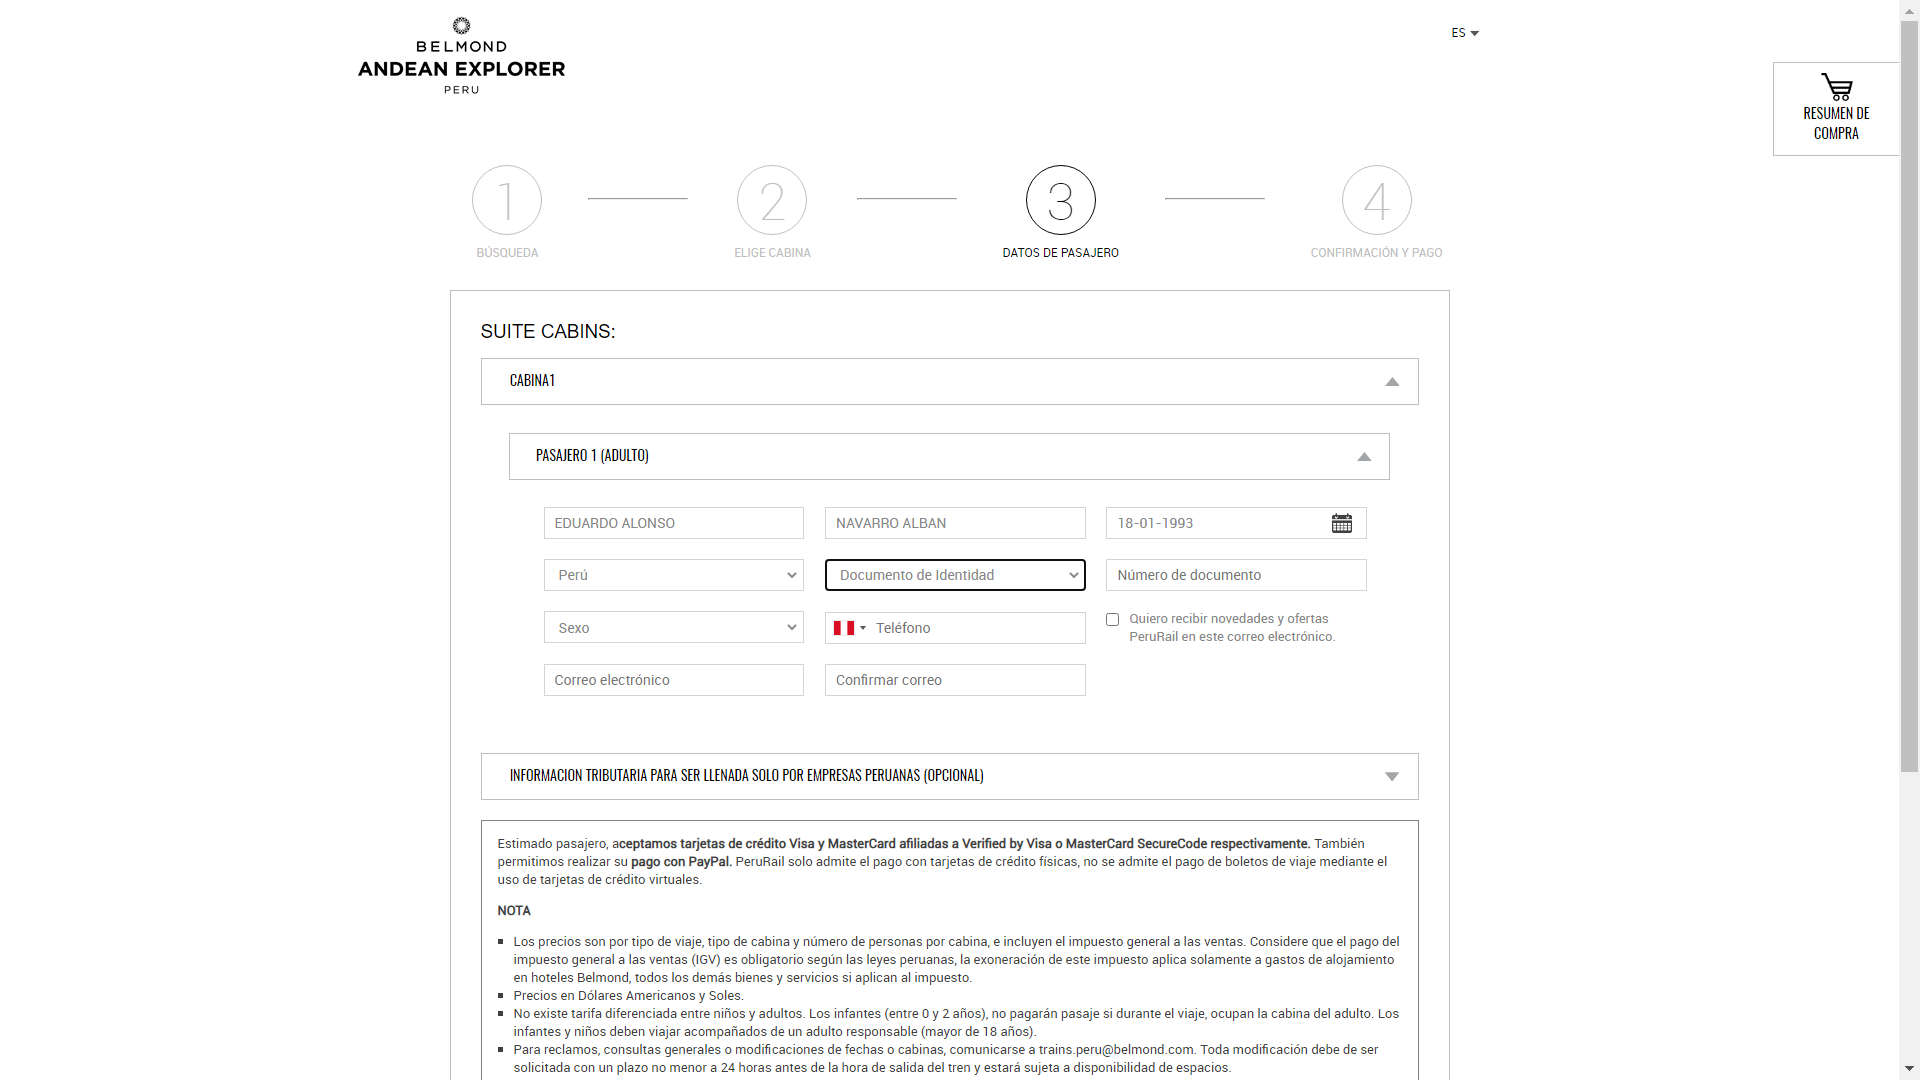 BELMOND
ANDEAN EXPLORER
PERU
ES
RESUMEN DE
COMPRA
1
2
3
4
BÚSQUEDA
ELIGE CABINA
DATOS DE PASAJERO
CONFIRMACIÓN Y PAGO
SUITE CABINS:
CABINA1
PASAJERO 1 (ADULTO)
EDUARDO ALONSO
NAVARRO ALBAN
18-01-1993
Perú
Documento de Identidad
Número de documento
Sexo
Teléfono
Quiero recibir novedades y ofertas
PeruRail en este correo electrónico.
Correo electrónico
Confirmar correo
INFORMACION TRIBUTARIA PARA SER LLENADA SOLO POR EMPRESAS PERUANAS (OPCIONAL)
Estimado pasajero, aceptamos tarjetas de crédito Visa y MasterCard afiliadas a Verified by Visa o MasterCard SecureCode respectivamente. También
permitimos realizar su pago con PayPal. PeruRail solo admite el pago con tarjetas de crédito físicas, no se admite el pago de boletos de viaje mediante el
uso de tarjetas de crédito virtuales.
NOTA
Los precios son por tipo de viaje, tipo de cabina y número de personas por cabina, e incluyen el impuesto general a las ventas. Considere que el pago del
impuesto general a las ventas (IGV) es obligatorio según las leyes peruanas, la exoneración de este impuesto aplica solamente a gastos de alojamiento
en hoteles Belmond, todos los demás bienes y servicios si aplican al impuesto.
Precios en Dólares Americanos y Soles.
No existe tarifa diferenciada entre niños y adultos. Los infantes (entre 0 y 2 años), no pagarán pasaje si durante el viaje, ocupan la cabina del adulto. Los
infantes y niños deben viajar acompañados de un adulto responsable (mayor de 18 años).
Para reclamos, consultas generales o modificaciones de fechas o cabinas, comunicarse a trains.peru@belmond.com. Toda modificación debe de ser
solicitada con un plazo no menor a 24 horas antes de la hora de salida del tren y estará sujeta a disponibilidad de espacios.